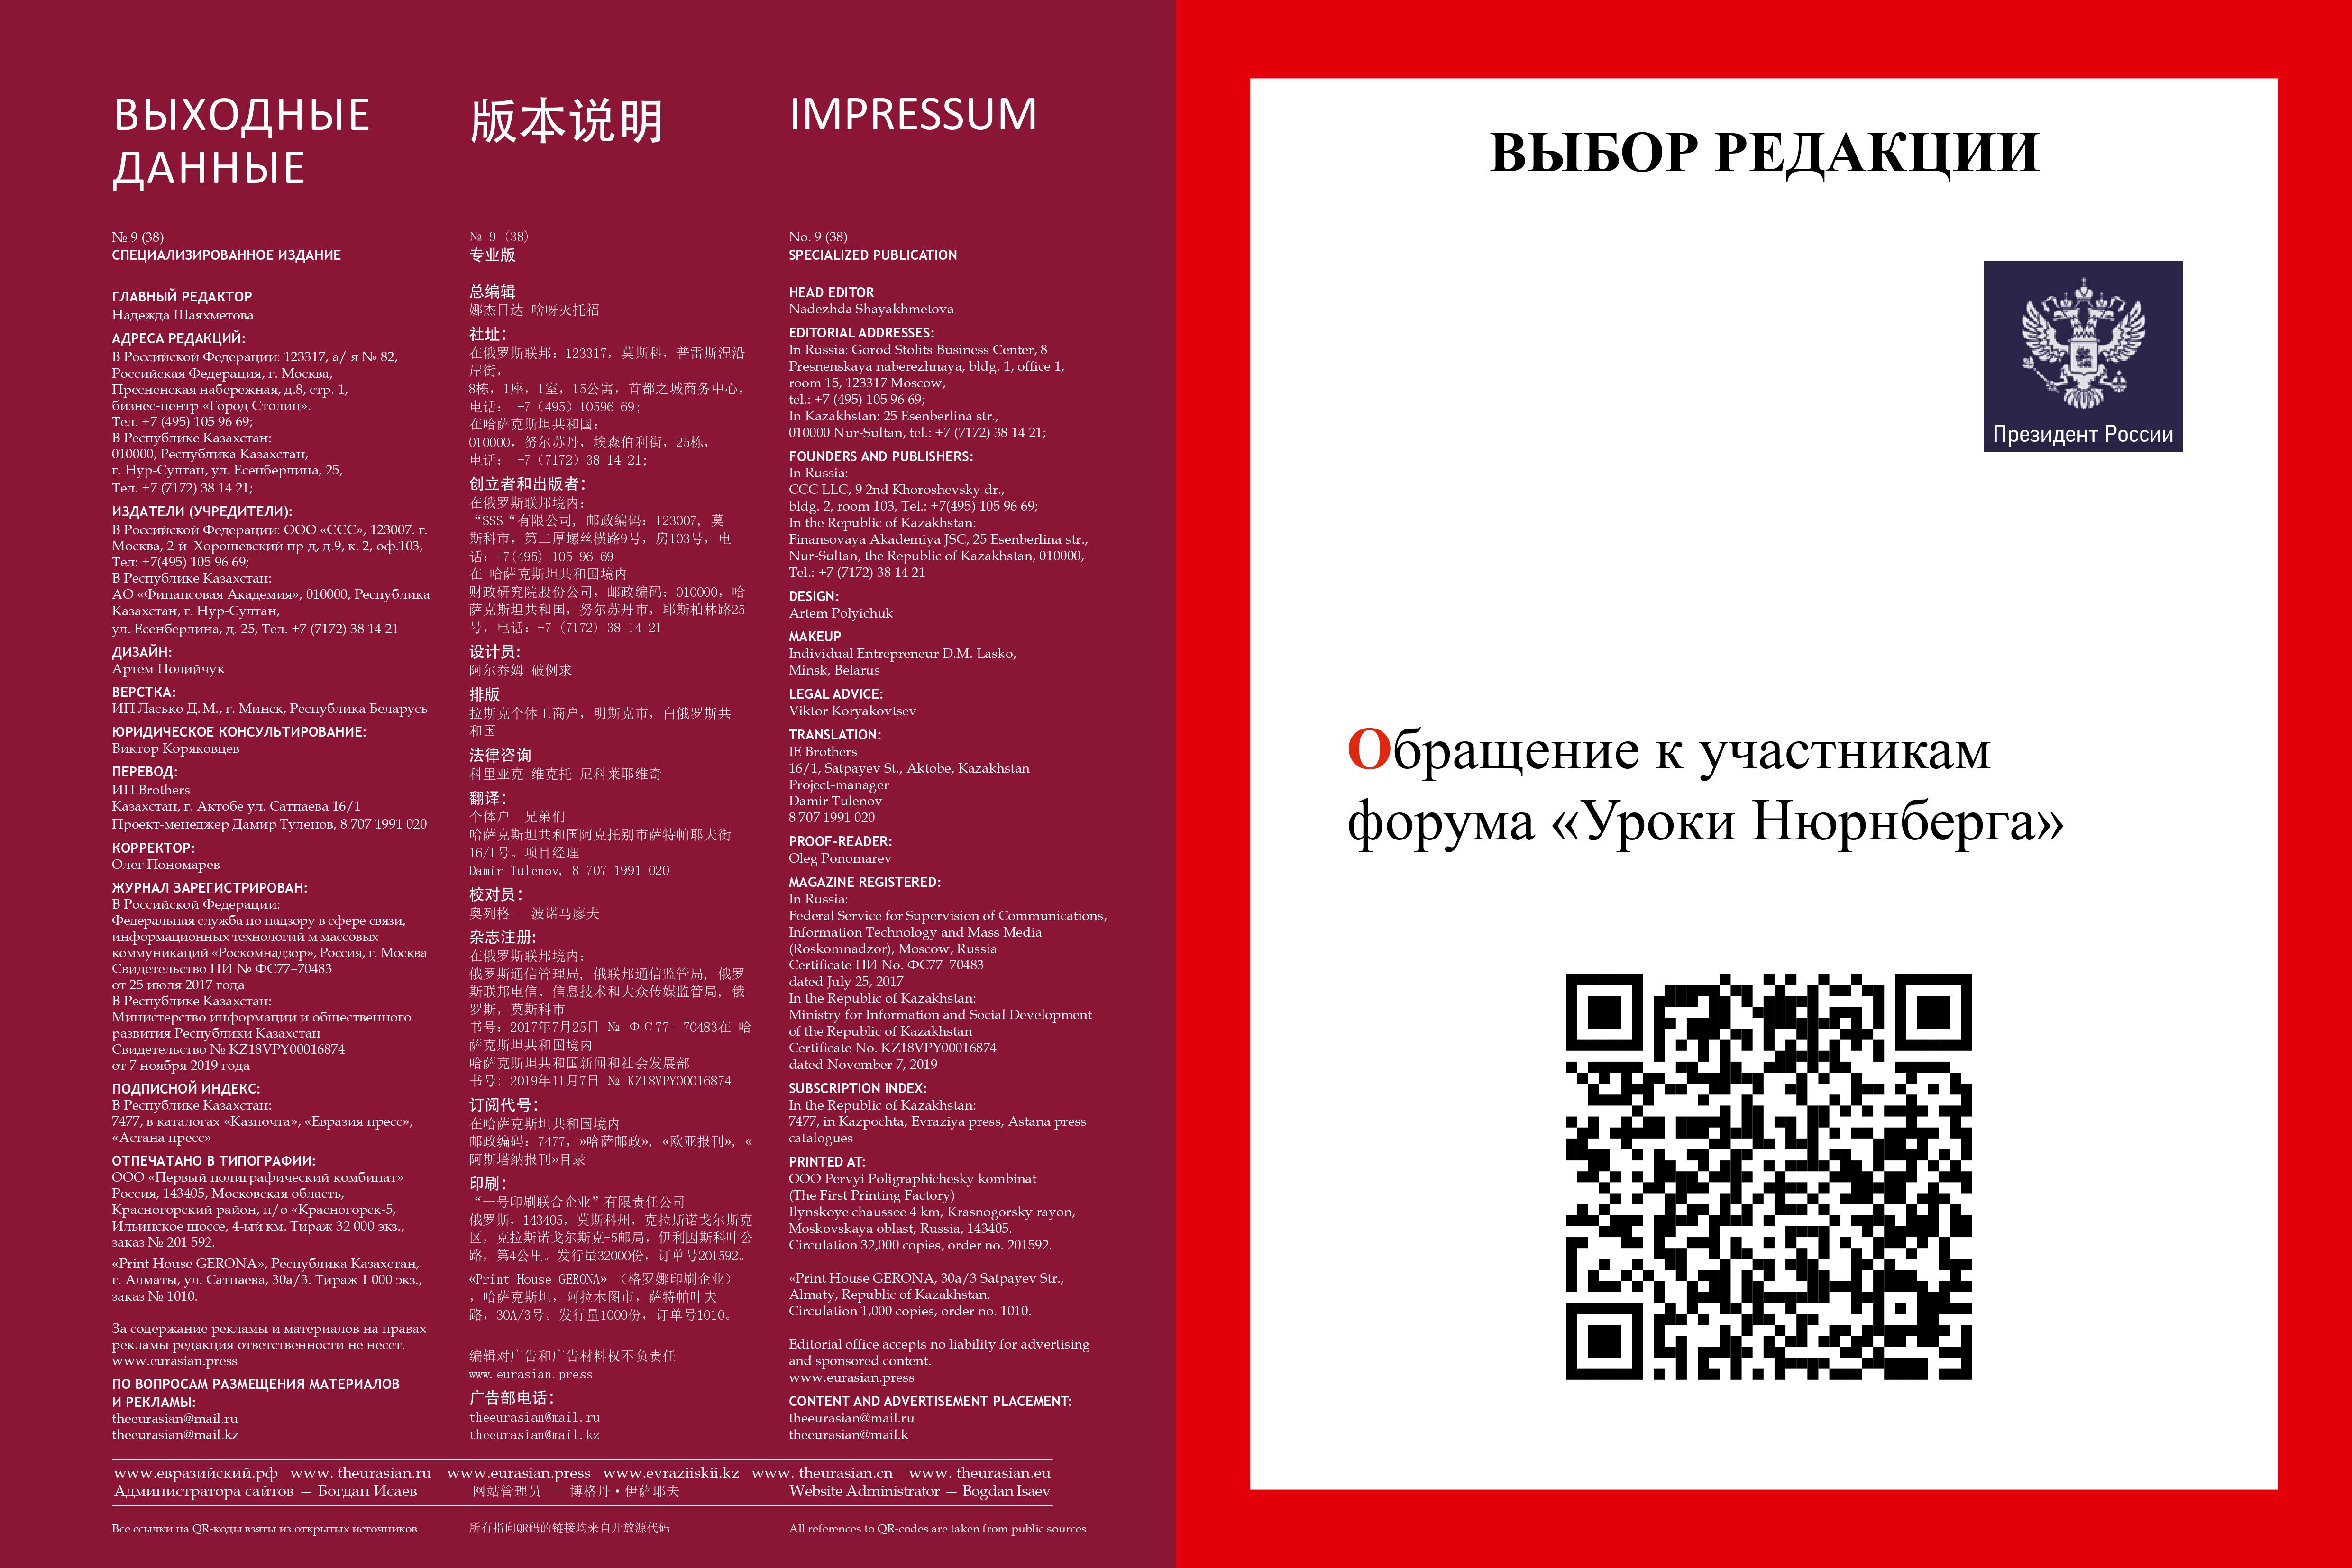 ВЫХОДНЫЕ
ДАННЫЕ
№ 9 (38)
СПЕЦИАЛИЗИРОВАННОЕ ИЗДАНИЕ
ГЛАВНЫЙ РЕДАКТОР
Надежда Шаяхметова
АДРЕСА РЕДАКЦИЙ:
В Российской Федерации: 123317, а/ я № 82,
Российская Федерация, г. Москва,
Пресненская набережная, д.8, стр. 1,
бизнес-центр «Город Столиц».
Тел. +7 (495) 105 96 69;
В Республике Казахстан:
010000, Республика Казахстан,
г. Нур-Султан, ул. Есенберлина, 25,
Тел. +7 (7172) 38 14 21;
ИЗДАТЕЛИ (УЧРЕДИТЕЛИ):
В Российской Федерации: ООО «ССС», 123007. г.
Москва, 2-й Хорошевский пр-д, д.9, к. 2, оф.103,
Тел: +7(495) 105 96 69;
В Республике Казахстан:
АО «Финансовая Академия», 010000, Республика
Казахстан, г. Нур-Султан,
ул. Есенберлина, д. 25, Тел. +7 (7172) 38 14 21
ДИЗАЙН:
Артем Полийчук
ВЕРСТКА:
ИП Ласько Д.М., г. Минск, Республика Беларусь
ЮРИДИЧЕСКОЕ КОНСУЛЬТИРОВАНИЕ:
Виктор Коряковцев
ПЕРЕВОД:
ИП Brothers
Казахстан, г. Актобе ул. Сатпаева 16/1
Проект-менеджер Дамир Туленов, 8 707 1991 020
КОРРЕКТОР:
Олег Пономарев
ЖУРНАЛ ЗАРЕГИСТРИРОВАН:
В Российской Федерации:
Федеральная служба по надзору в сфере связи,
информационных технологий м массовых
коммуникаций «Роскомнадзор», Россия, г. Москва
Свидетельство ПИ № ФС77–70483
от 25 июля 2017 года
В Республике Казахстан:
Министерство информации и общественного
развития Республики Казахстан
Свидетельство № KZ18VPY00016874
от 7 ноября 2019 года
ПОДПИСНОЙ ИНДЕКС:
В Республике Казахстан:
7477, в каталогах «Казпочта», «Евразия пресс»,
«Астана пресс»
ОТПЕЧАТАНО В ТИПОГРАФИИ:
ООО «Первый полиграфический комбинат»
Россия, 143405, Московская область,
Красногорский район, п/о «Красногорск-5,
Ильинское шоссе, 4-ый км. Тираж 32 000 экз.,
заказ № 201 592.
«Print House GERONA», Республика Казахстан,
г. Алматы, ул. Сатпаева, 30а/3. Тираж 1 000 экз.,
заказ № 1010.
За содержание рекламы и материалов на правах
рекламы редакция ответственности не несет.
www.eurasian.press
ПО ВОПРОСАМ РАЗМЕЩЕНИЯ МАТЕРИАЛОВ
И РЕКЛАМЫ:
theeurasian@mail.ru
theeurasian@mail.kz
版本说明
№ 9 (38)
专业版
总编辑
娜杰日达-啥呀灭托福
社址：
在俄罗斯联邦：123317，莫斯科，普雷斯涅沿
岸街，
8栋，1座，1室，15公寓，首都之城商务中心，
电话： +7（495）10596 69；
在哈萨克斯坦共和国：
010000，努尔苏丹，埃森伯利街，25栋，
电话： +7（7172）38 14 21；
创立者和出版者：
在俄罗斯联邦境内：
“SSS“有限公司, 邮政编码：123007, 莫
斯科市，第二厚螺丝横路9号，房103号，电
话：+7(495) 105 96 69
在 哈萨克斯坦共和国境内
财政研究院股份公司，邮政编码：010000，哈
萨克斯坦共和国，努尔苏丹市，耶斯柏林路25
号，电话：+7 (7172) 38 14 21
设计员：
阿尔乔姆-破例求
排版
拉斯克个体工商户，明斯克市，白俄罗斯共
和国
法律咨询
科里亚克-维克托-尼科莱耶维奇
翻译：
个体户 兄弟们
哈萨克斯坦共和国阿克托别市萨特帕耶夫街
16/1号。项目经理
Damir Tulenov, 8 707 1991 020
校对员：
奥列格 - 波诺马廖夫
杂志注册:
在俄罗斯联邦境内：
俄罗斯通信管理局, 俄联邦通信监管局, 俄罗
斯联邦电信、信息技术和大众传媒监管局, 俄
罗斯，莫斯科市
书号：2017年7月25日 № ФС77–70483在 哈
萨克斯坦共和国境内
哈萨克斯坦共和国新闻和社会发展部
书号: 2019年11月7日 № KZ18VPY00016874
订阅代号：
在哈萨克斯坦共和国境内
邮政编码：7477，»哈萨邮政», «欧亚报刊», «
阿斯塔纳报刊»目录
印刷：
“一号印刷联合企业”有限责任公司
俄罗斯，143405，莫斯科州，克拉斯诺戈尔斯克
区，克拉斯诺戈尔斯克-5邮局，伊利因斯科叶公
路，第4公里。发行量32000份，订单号201592。
«Print House GERONA» （格罗娜印刷企业）
，哈萨克斯坦，阿拉木图市，萨特帕叶夫
路，30A/3号。发行量1000份，订单号1010。
编辑对广告和广告材料权不负责任
www.eurasian.press
广告部电话：
theeurasian@mail.ru
theeurasian@mail.kz
IMPRESSUM
No. 9 (38)
SPECIALIZED PUBLICATION
HEAD EDITOR
Nadezhda Shayakhmetova
EDITORIAL ADDRESSES:
In Russia: Gorod Stolits Business Center, 8
Presnenskaya naberezhnaya, bldg. 1, office 1,
room 15, 123317 Moscow,
tel.: +7 (495) 105 96 69;
In Kazakhstan: 25 Esenberlina str.,
010000 Nur-Sultan, tel.: +7 (7172) 38 14 21;
FOUNDERS AND PUBLISHERS:
In Russia:
CCC LLC, 9 2nd Khoroshevsky dr.,
bldg. 2, room 103, Tel.: +7(495) 105 96 69;
In the Republic of Kazakhstan:
Finansovaya Akademiya JSC, 25 Esenberlina str.,
Nur-Sultan, the Republic of Kazakhstan, 010000,
Tel.: +7 (7172) 38 14 21
DESIGN:
Artem Polyichuk
MAKEUP
Individual Entrepreneur D.M. Lasko,
Minsk, Belarus
LEGAL ADVICE:
Viktor Koryakovtsev
TRANSLATION:
IE Brothers
16/1, Satpayev St., Aktobe, Kazakhstan
Project-manager
Damir Tulenov
8 707 1991 020
PROOF-READER:
Oleg Ponomarev
MAGAZINE REGISTERED:
In Russia:
Federal Service for Supervision of Communications,
Information Technology and Mass Media
(Roskomnadzor), Moscow, Russia
Certificate ПИ No. ФС77–70483
dated July 25, 2017
In the Republic of Kazakhstan:
Ministry for Information and Social Development
of the Republic of Kazakhstan
Certificate No. KZ18VPY00016874
dated November 7, 2019
SUBSCRIPTION INDEX:
In the Republic of Kazakhstan:
7477, in Kazpochta, Evraziya press, Astana press
catalogues
PRINTED AT:
OOO Pervyi Poligraphichesky kombinat
(The First Printing Factory)
Ilynskoye chaussee 4 km, Krasnogorsky rayon,
Moskovskaya oblast, Russia, 143405.
Circulation 32,000 copies, order no. 201592.
«Print House GERONA, 30a/3 Satpayev Str.,
Almaty, Republic of Kazakhstan.
Circulation 1,000 copies, order no. 1010.
Editorial office accepts no liability for advertising
and sponsored content.
www.eurasian.press
CONTENT AND ADVERTISEMENT PLACEMENT:
theeurasian@mail.ru
theeurasian@mail.k
www.евразийский.рф www. theurasian.ru www.eurasian.press www.evraziiskii.kz www. theurasian.cn www. theurasian.eu
Администратора сайтов — Богдан Исаев 网站管理员 — 博格丹•伊萨耶夫 Website Administrator — Bogdan Isaev
Все ссылки на QR-коды взяты из открытых источников 所有指向QR码的链接均来自开放源代码 All references to QR-codes are taken from public sources
ВЫБОР РЕДАКЦИИ
Президент России
Обращение к участникам
форума «Уроки Нюрнберга»